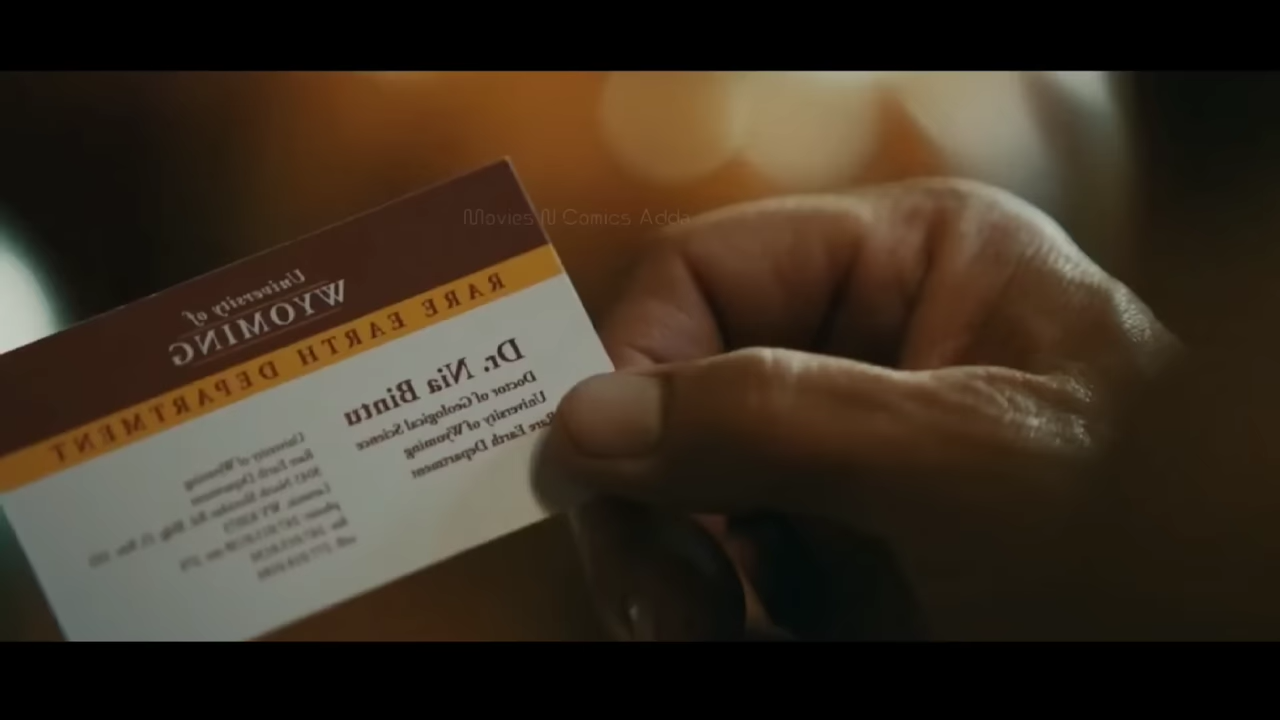 Movies N Comics Adda
University of
WYOMING
RARE EARTH DEPARTMENT
Dr. Nia Bintu
Doctor of Geological Science
University of Wyoming
Rare Earth Department
University of Wyoming
Rare Earth Department